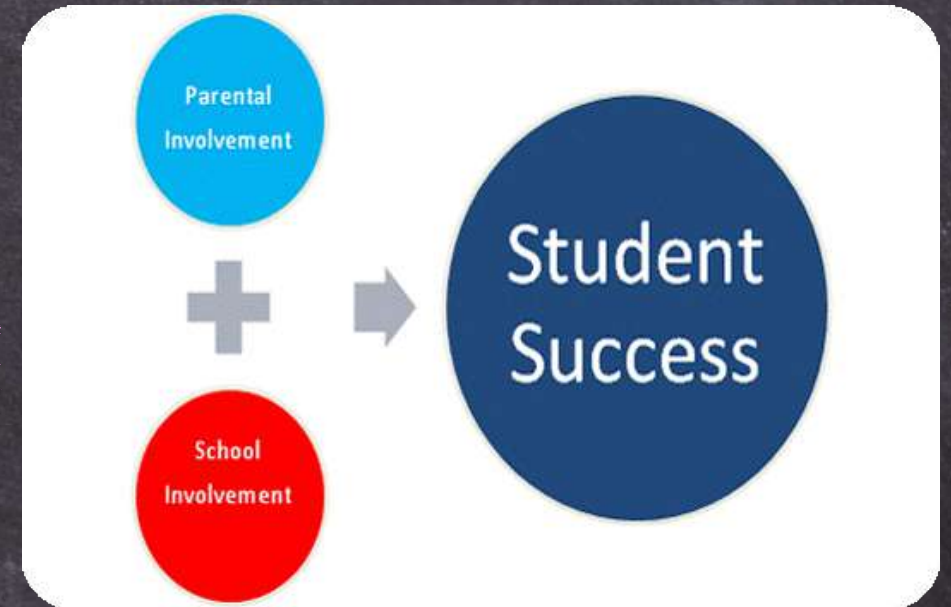 Parental
Involvement
School
Involvement
Student
Success